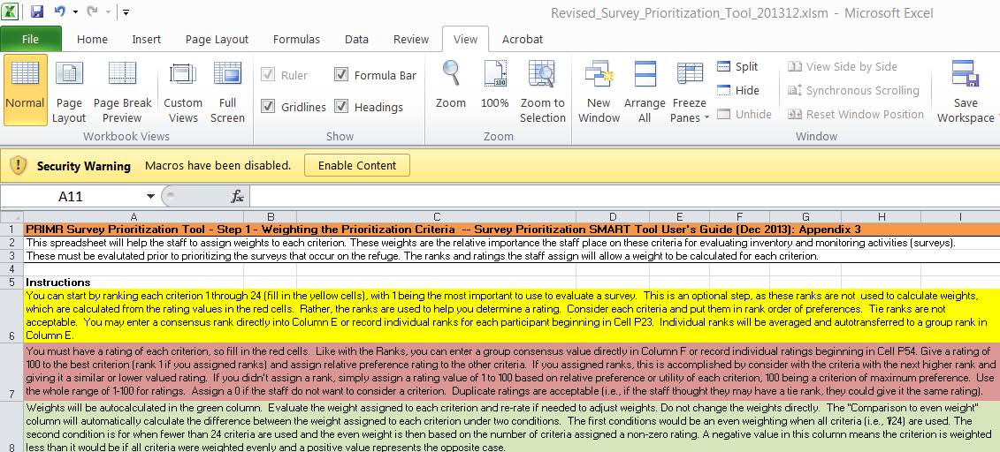 Revised_Survey_Prioritization_Tool_201312.xlsm - Microsoft Excel
File Home Insert Page Layout Formulas Data Review View Acrobat
Normal
Page Layout
Page Break Preview
Custom Views
Full Screen
Workbook Views
Ruler
Formula Bar
Gridlines
Headings
Show
Zoom
100
100%
Zoom to Selection
Zoom
New Window
Arrange All
Freeze Panes
Split
Hide
Unhide
View Side by Side
Synchronous Scrolling
Reset Window Position
Window
Save Workspace
Security Warning Macros have been disabled. Enable Content
A11 fx
A B C D E F G H I
1 PRIMR Survey Prioritization Tool - Step 1 - Weighting the Prioritization Criteria -- Survey Prioritization SMART Tool User's Guide (Dec 2013): Appendix 3
2 This spreadsheet will help the staff to assign weights to each criterion. These weights are the relative importance the staff place on these criteria for evaluating inventory and monitoring activities (surveys).
3 These must be evalutated prior to prioritizing the surveys that occur on the refuge. The ranks and ratings the staff assign will allow a weight to be calculated for each criterion.
4
5 Instructions
You can start by ranking each criterion 1 through 24 (fill in the yellow cells), with 1 being the most important to use to evaluate a survey. This is an optional step, as these ranks are not used to calculate weights,
which are calculated from the rating values in the red cells. Rather, the ranks are used to help you determine a rating. Consider each criteria and put them in rank order of preferences. Tie ranks are not
acceptable. You may enter a consensus rank directly into Column E or record individual ranks for each participant beginning in Cell P23. Individual ranks will be averaged and autotransferred to a group rank in
6 Column E.
You must have a rating of each criterion, so fill in the red cells. Like with the Ranks, you can enter a group consensus value directly in Column F or record individual ratings beginning in Cell P54. Give a rating of
100 to the best criterion (rank 1 if you assigned ranks) and assign relative preference rating to the other criteria. If you assigned ranks, this is accomplished by consider with the criteria with the next higher rank and
giving it a similar or lower valued rating. If you didn't assign a rank, simply assign a rating value of 1 to 100 based on relative preference or utility of each criterion, 100 being a criterion of maximum preference. Use
7 the whole range of 1-100 for ratings. Assign a 0 if the staff do not want to consider a criterion. Duplicate ratings are acceptable (i.e., if the staff thought they may have a tie rank, they could give it the same rating).
Weights will be autocalculated in the green column. Evaluate the weight assigned to each criterion and re-rate if needed to adjust weights. Do not change the weights directly. The "Comparison to even weight"
column will automatically calculate the difference between the weight assigned to each criterion under two conditions. The first conditions would be an even weighting when all criteria (i.e., 1/24) are used. The
second condition is for when fewer than 24 criteria are used and the even weight is then based on the number of criteria assigned a non-zero rating. A negative value in this column means the criterion is weighted
8 less than it would be if all criteria were weighted evenly and a positive value represents the opposite case.